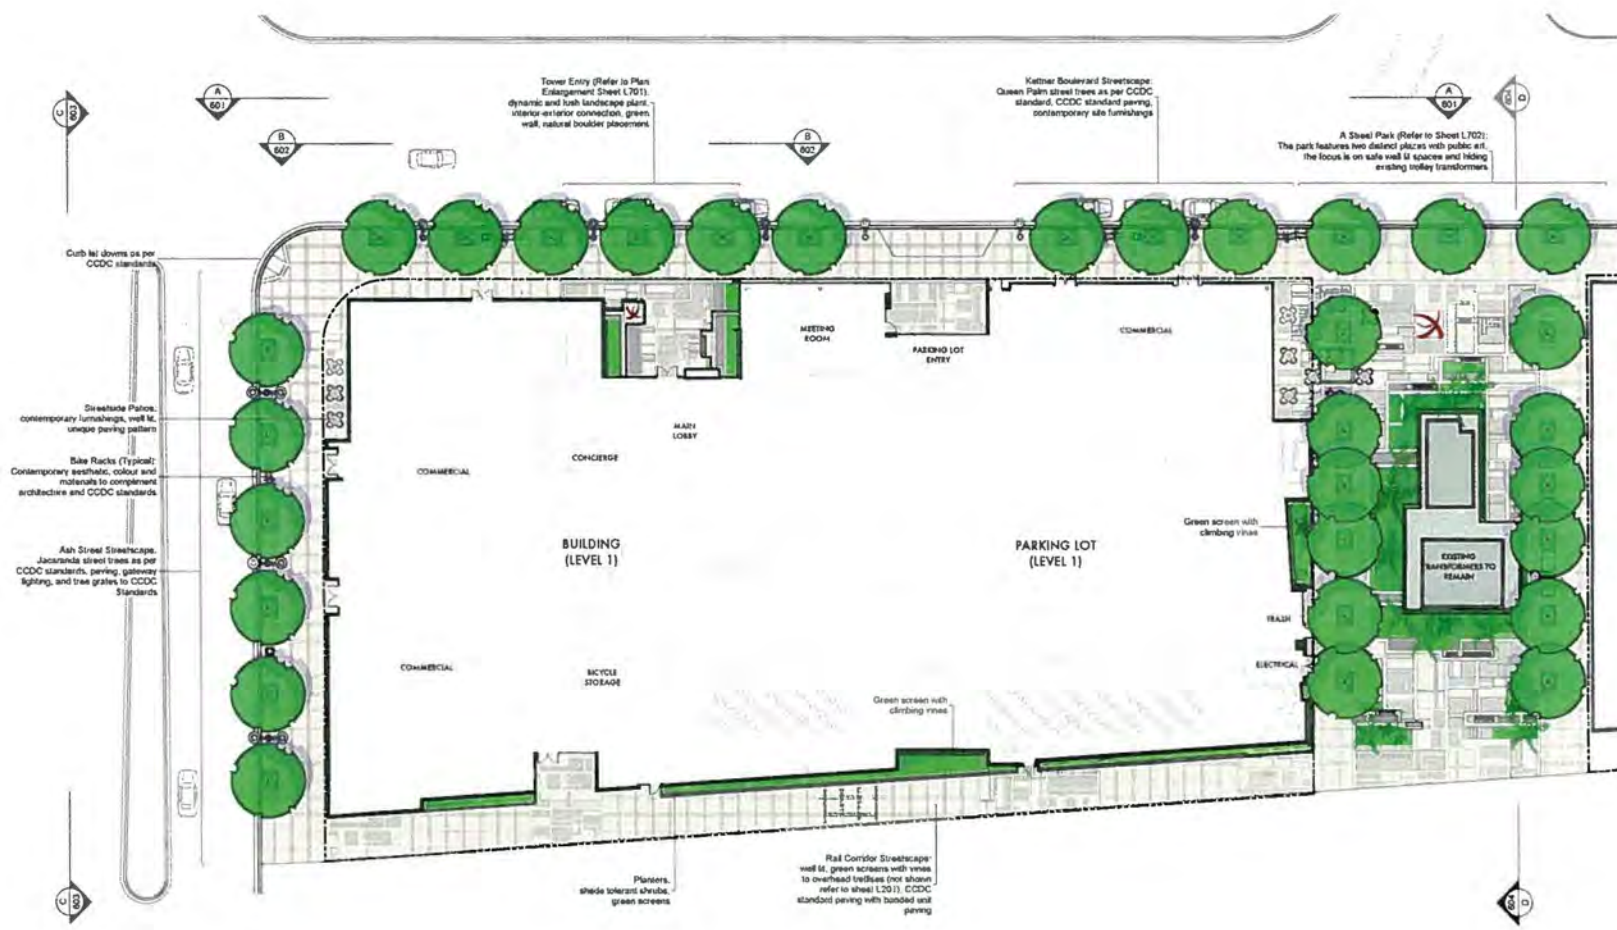 Tower Entry (Refer to Plan
Enlargement Sheet L701).
dynamic and lush landscape plant,
interior-exterior connection, green
wall, natural boulder placement
Kettner Boulevard Streetscape:
Queen Palm street trees as per CCDC
standard, CCDC standard paving,
contemporary site furnishings
A Street Park (Refer to Sheet L702):
The park features two distinct plazas with public art,
the focus is on safe well lit spaces and hiding
existing trolley transformers
C
603
A
601
B
602
B
602
A
601
D
604
Curb let downs as per
CCDC standards
Streetside Patios:
contemporary furnishings, well lit,
unique paving pattern
Bike Racks (Typical):
Contemporary aesthetic, colour and
materials to complement
architecture and CCDC standards
Ash Street Streetscape.
Jacaranda street trees as per
CCDC standards, paving, gateway
lighting, and tree grates to CCDC
Standards
MEETING
ROOM
PARKING LOT
ENTRY
COMMERCIAL
MAIN
LOBBY
CONCIERGE
COMMERCIAL
BUILDING
(LEVEL 1)
PARKING LOT
(LEVEL 1)
Green screen with
climbing vines
EXISTING
TRANSFORMERS TO
REMAIN
TRASH
ELECTRICAL
COMMERCIAL
BICYCLE
STORAGE
Green screen with
climbing vines
Planters,
shade tolerant shrubs,
green screens
Rail Corridor Streetscape:
well lit, green screens with vines
to overhead trellises (not shown
refer to sheet L201), CCDC
standard paving with banded unit
paving
C
603
D
604